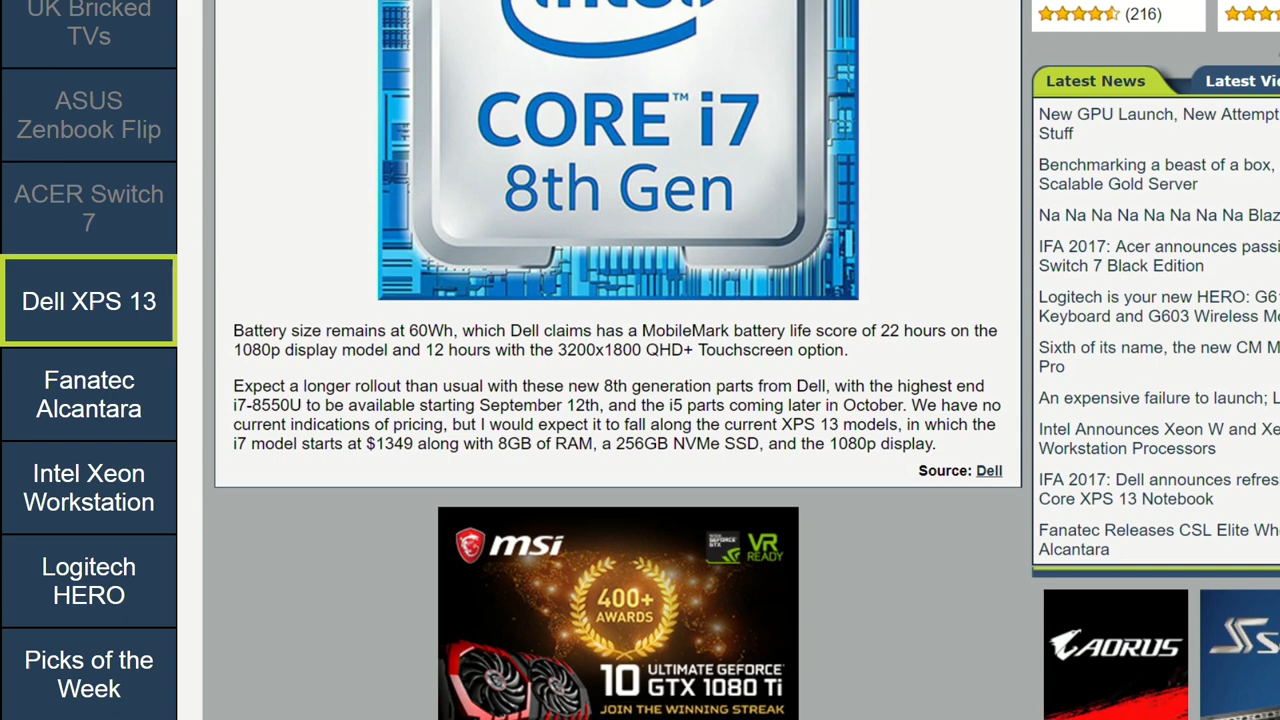 UK Bricked
TVs
ASUS
Zenbook Flip
ACER Switch
7
Dell XPS 13
Fanatec
Alcantara
Intel Xeon
Workstation
Logitech
HERO
Picks of the
Week
CORE™ i7
8th Gen
Battery size remains at 60Wh, which Dell claims has a MobileMark battery life score of 22 hours on the
1080p display model and 12 hours with the 3200x1800 QHD+ Touchscreen option.
Expect a longer rollout than usual with these new 8th generation parts from Dell, with the highest end
i7-8550U to be available starting September 12th, and the i5 parts coming later in October. We have no
current indications of pricing, but I would expect it to fall along the current XPS 13 models, in which the
i7 model starts at $1349 along with 8GB of RAM, a 256GB NVMe SSD, and the 1080p display.
Source: Dell
msi
GEFORCE
GTX
VR
READY
400+
AWARDS
10 ULTIMATE GEFORCE
GTX 1080 Ti
JOIN THE WINNING STREAK
(216)
Latest News
Latest Vi
New GPU Launch, New Attempt
Stuff
Benchmarking a beast of a box,
Scalable Gold Server
Na Na Na Na Na Na Na Na Blaz
IFA 2017: Acer announces passi
Switch 7 Black Edition
Logitech is your new HERO: G6
Keyboard and G603 Wireless Mo
Sixth of its name, the new CM M
Pro
An expensive failure to launch; L
Intel Announces Xeon W and Xe
Workstation Processors
IFA 2017: Dell announces refres
Core XPS 13 Notebook
Fanatec Releases CSL Elite Whe
Alcantara
AORUS